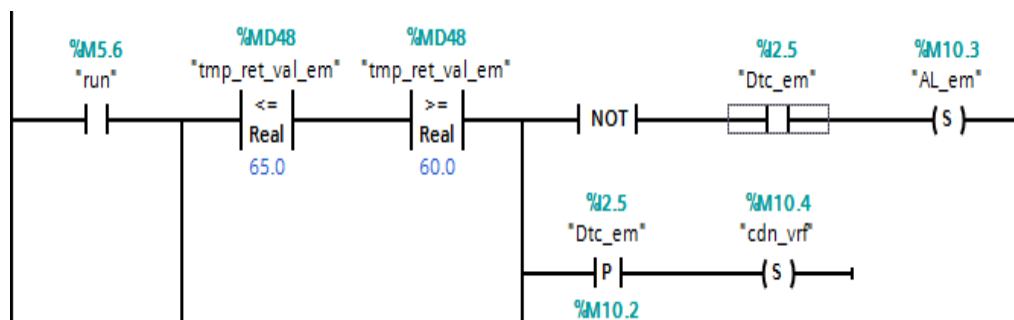 %M5.6
"run"
%MD48
"tmp_ret_val_em"
<=
Real
65.0
%MD48
"tmp_ret_val_em"
>=
Real
60.0
NOT
%I2.5
"Dtc_em"
%M10.3
"AL_em"
S
%I2.5
"Dtc_em"
P
%M10.2
%M10.4
"cdn_vrf"
S